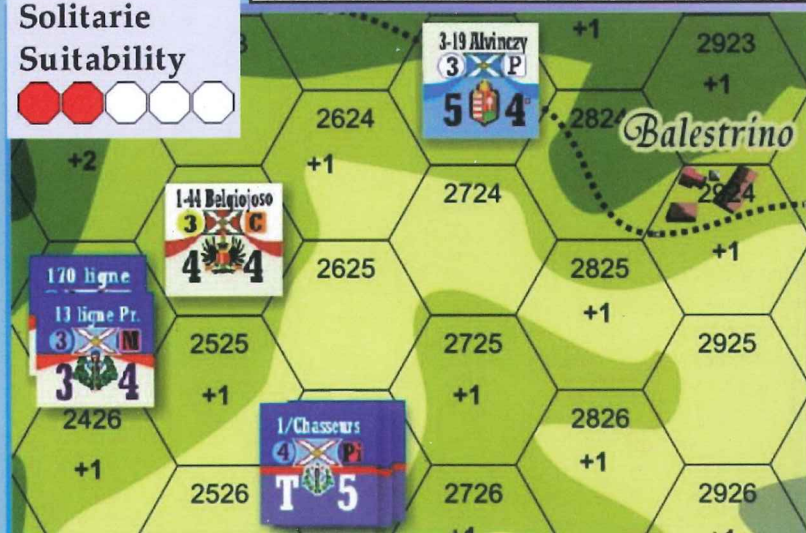 Solitarie
Suitability
3-19 Alvinczy
3 P
5 4
+1
2923
+1
+2
2624
+1
2824
Balestrino
2924
+1
1-44 Belgiojoso
3 C
4 4
2724
2625
2825
+1
170 ligne
13 ligne Pr.
3 M
3 4
2525
+1
2725
+1
2925
2426
+1
1/Chasseurs
4 Pi
T 5
2826
+1
2526
2726
2926